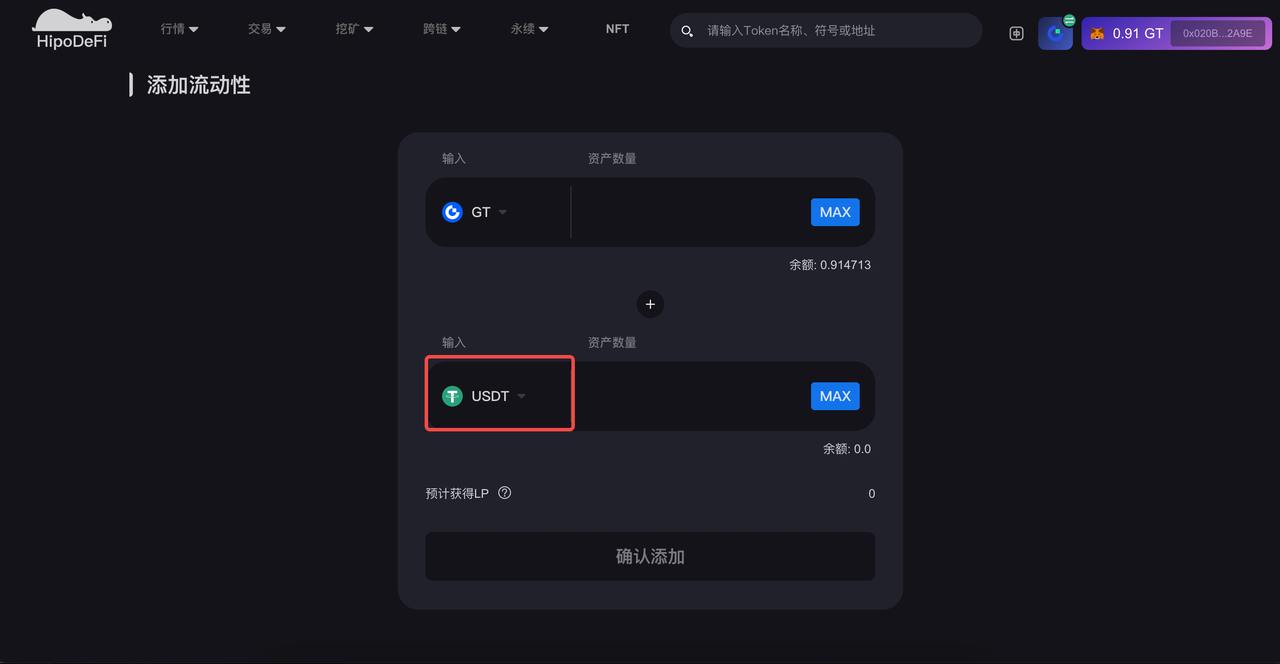 HipoDeFi
行情 交易 挖矿 跨链 永续 NFT 请输入Token名称、符号或地址 中 0.91 GT 0x020B...2A9E
添加流动性
输入 资产数量
GT MAX
余额: 0.914713
+
输入 资产数量
USDT MAX
余额: 0.0
预计获得LP ? 0
确认添加